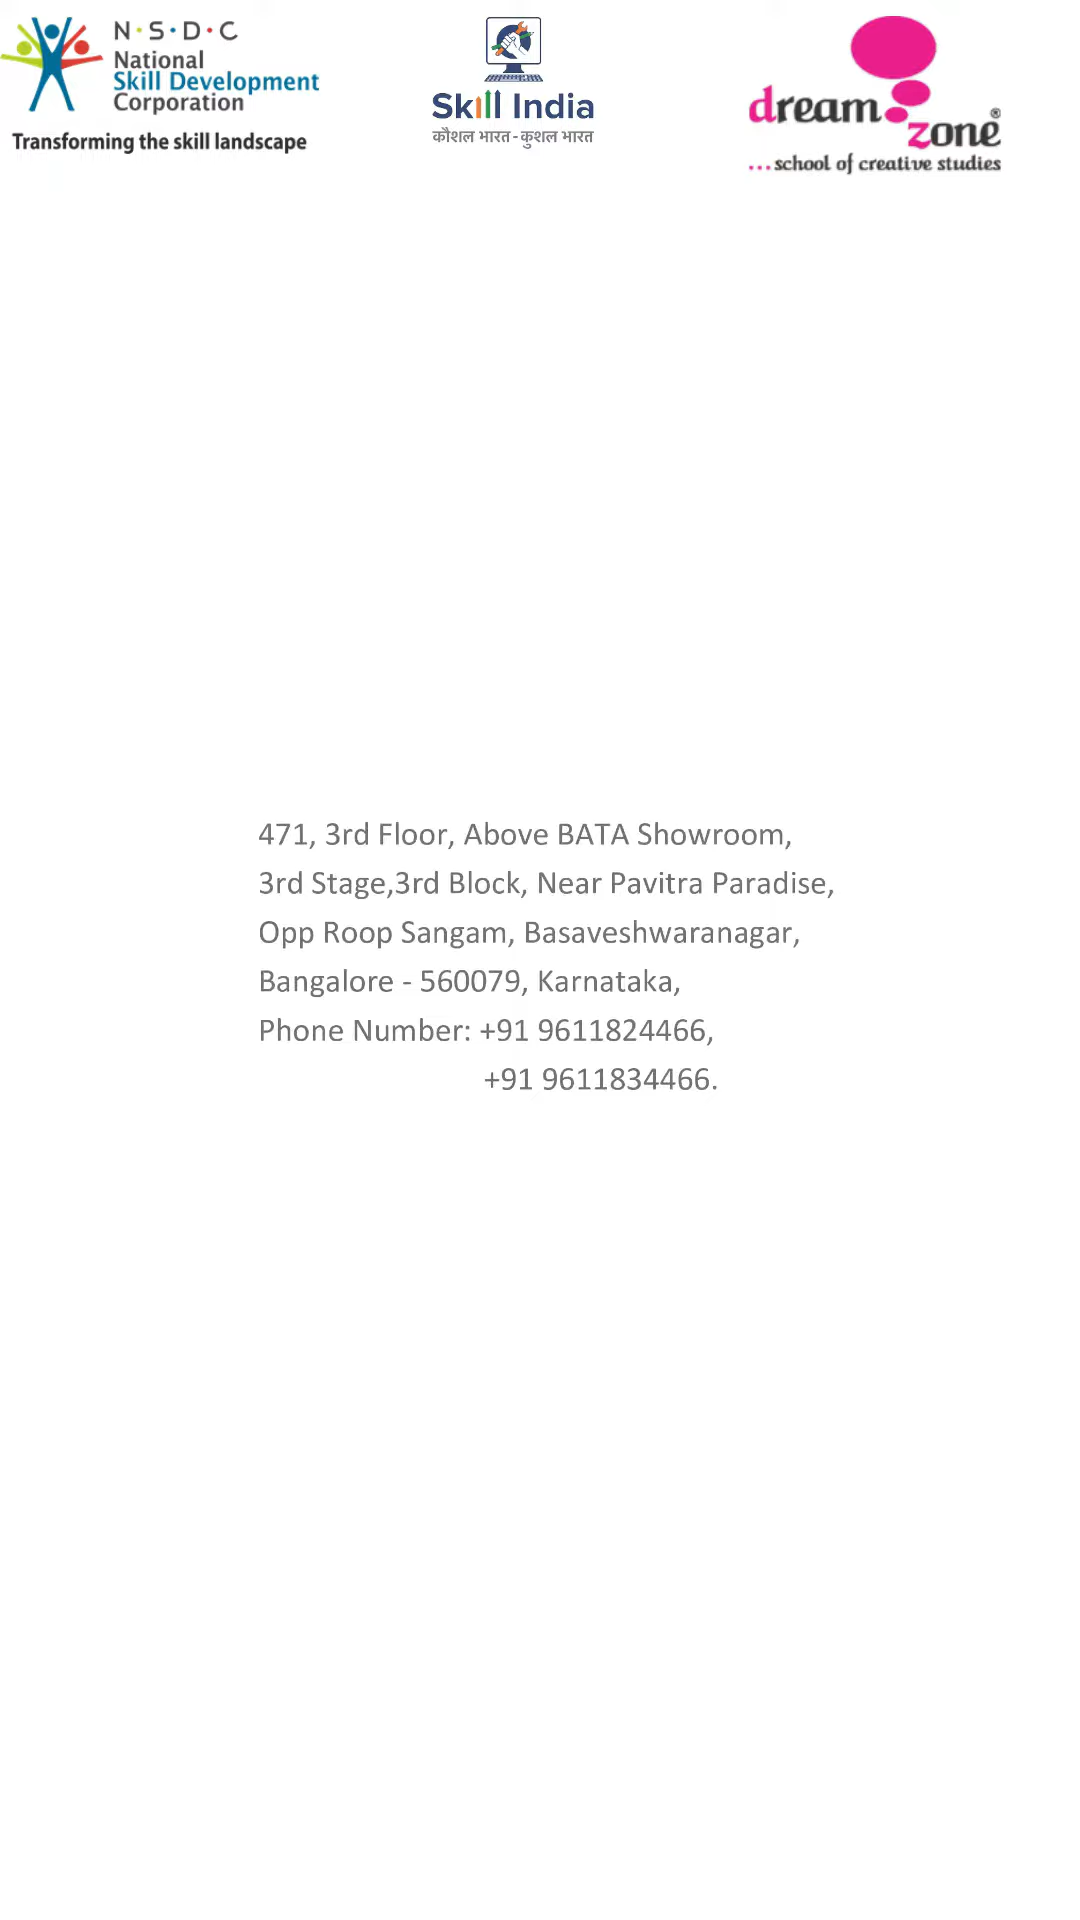 N·S·D·C
National
Skill Development
Corporation
Transforming the skill landscape
Skill India
कौशल भारत-कुशल भारत
dream
zone®
...school of creative studies
471, 3rd Floor, Above BATA Showroom,
3rd Stage,3rd Block, Near Pavitra Paradise,
Opp Roop Sangam, Basaveshwaranagar,
Bangalore - 560079, Karnataka,
Phone Number: +91 9611824466,
+91 9611834466.